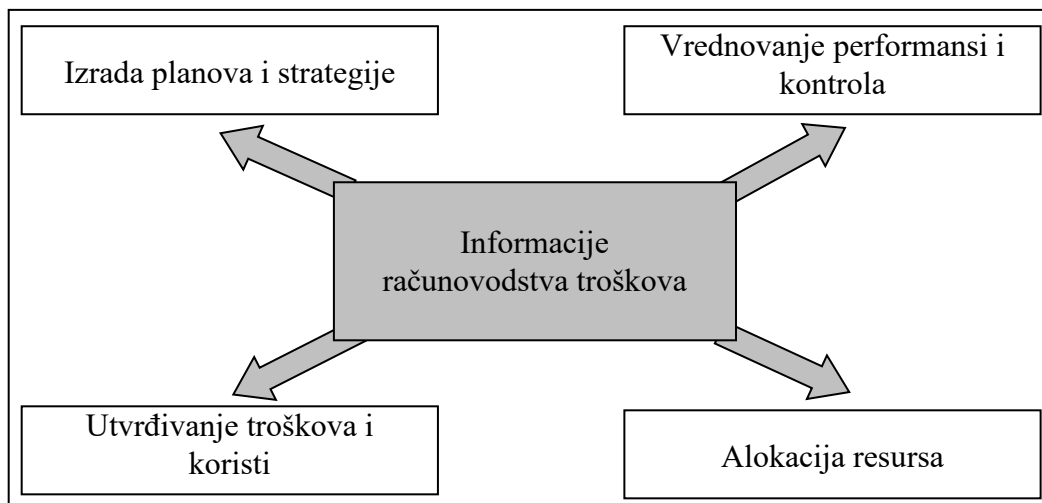 Izrada planova i strategije
Vrednovanje performansi i
kontrola
Informacije
računovodstva troškova
Utvrđivanje troškova i
koristi
Alokacija resursa